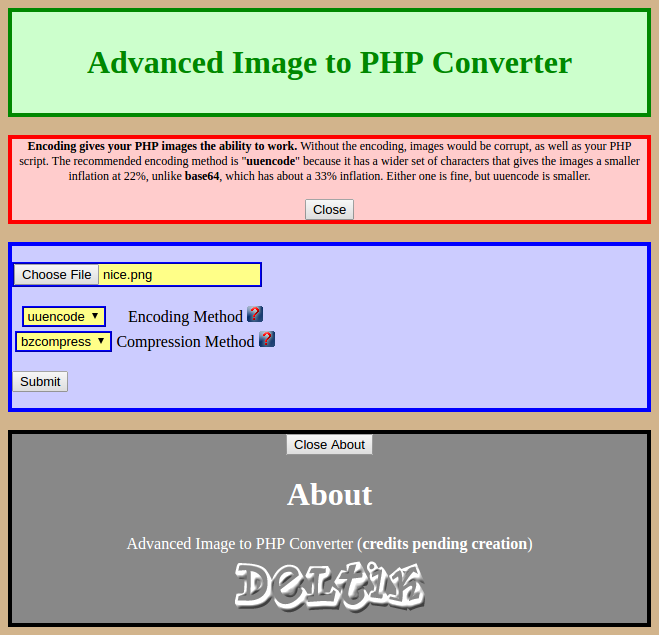 Advanced Image to PHP Converter
Encoding gives your PHP images the ability to work. Without the encoding, images would be corrupt, as well as your PHP
script. The recommended encoding method is "uuencode" because it has a wider set of characters that gives the images a smaller
inflation at 22%, unlike base64, which has about a 33% inflation. Either one is fine, but uuencode is smaller.
Close
Choose File nice.png
uuencode Encoding Method ?
bzcompress Compression Method ?
Submit
Close About
About
Advanced Image to PHP Converter (credits pending creation)
Deltik